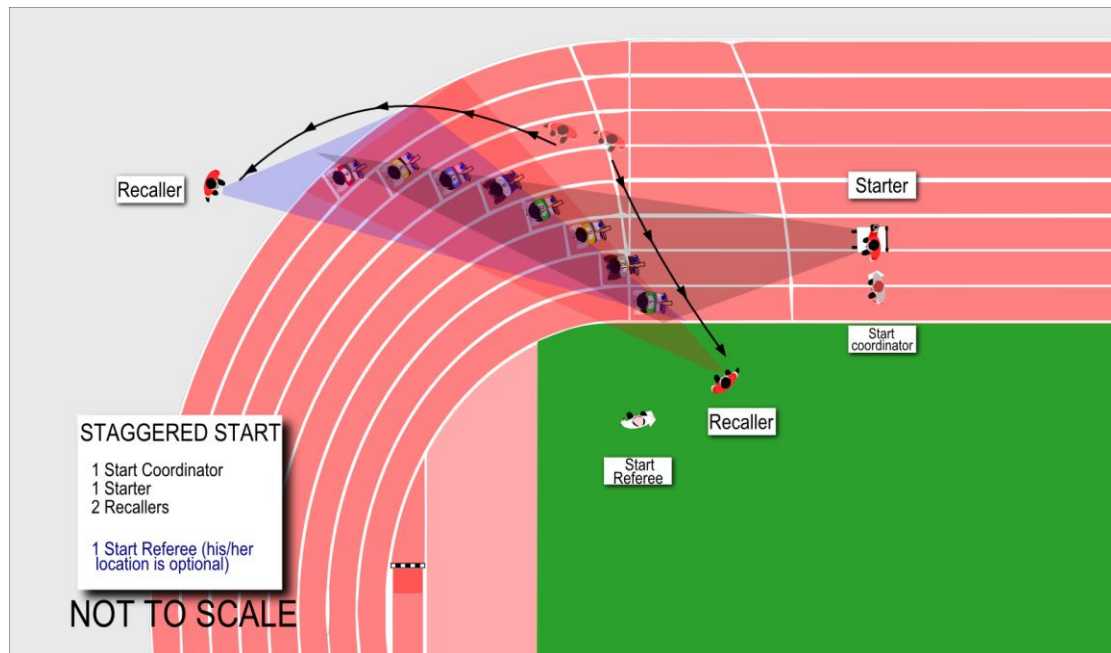 Recaller
Starter
Start
coordinator
Recaller
Start
Referee
STAGGERED START
1 Start Coordinator
1 Starter
2 Recallers
1 Start Referee (his/her
location is optional)
NOT TO SCALE